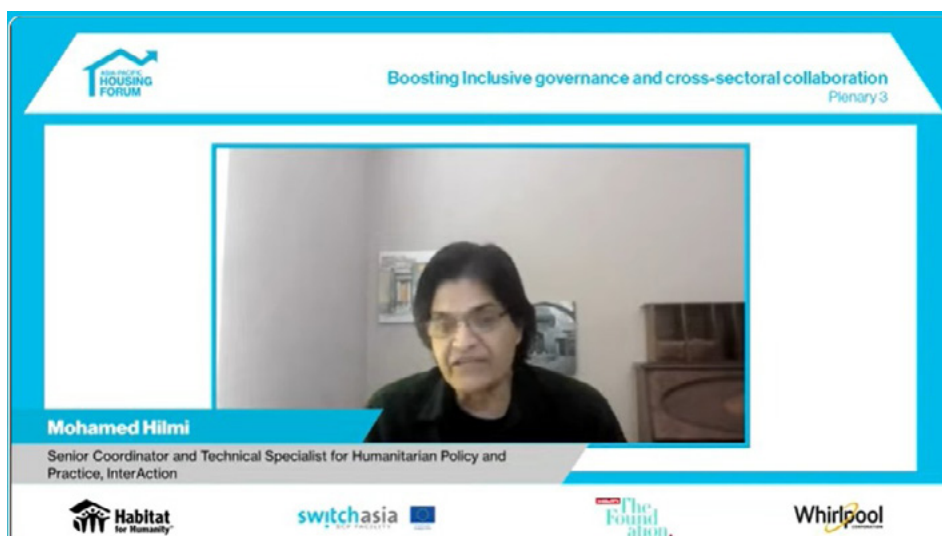 ASIA PACIFIC
HOUSING
FORUM
Boosting Inclusive governance and cross-sectoral collaboration
Plenary 3
Mohamed Hilmi
Senior Coordinator and Technical Specialist for Humanitarian Policy and
Practice, InterAction
Habitat
for Humanity
switchasia
The
Found
ation.
Whirlpool
CORPORATION